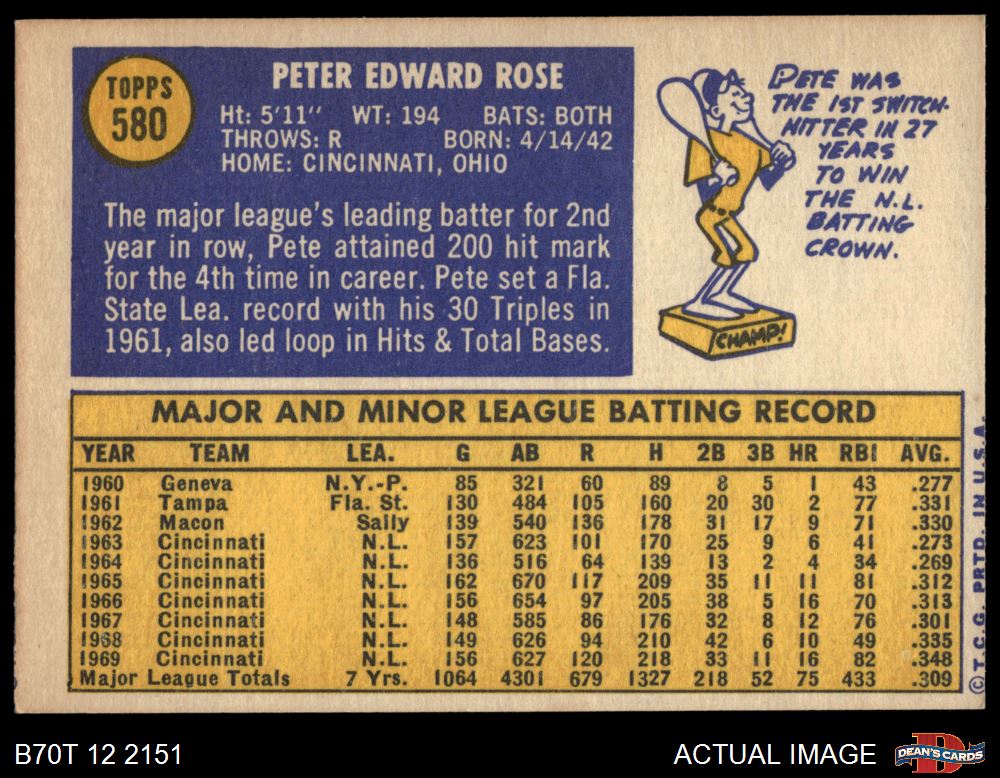 TOPPS
580
PETER EDWARD ROSE
Ht: 5'11" WT: 194 BATS: BOTH
THROWS: R BORN: 4/14/42
HOME: CINCINNATI, OHIO
The major league's leading batter for 2nd
year in row, Pete attained 200 hit mark
for the 4th time in career. Pete set a Fla.
State Lea. record with his 30 Triples in
1961, also led loop in Hits & Total Bases.
PETE WAS
THE 1ST SWITCH-
HITTER IN 27
YEARS
TO WIN
THE N.L.
BATTING
CROWN.
CHAMP!
MAJOR AND MINOR LEAGUE BATTING RECORD
YEAR TEAM LEA. G AB R H 2B 3B HR RBI AVG.
1960 Geneva N.Y.-P. 85 321 60 89 8 5 1 43 .277
1961 Tampa Fla. St. 130 484 105 160 20 30 2 77 .331
1962 Macon Sally 139 540 136 178 31 17 9 71 .330
1963 Cincinnati N.L. 157 623 101 170 25 9 6 41 .273
1964 Cincinnati N.L. 136 516 64 139 13 2 4 34 .269
1965 Cincinnati N.L. 162 670 117 209 35 11 11 81 .312
1966 Cincinnati N.L. 156 654 97 205 38 5 16 70 .313
1967 Cincinnati N.L. 148 585 86 176 32 8 12 76 .301
1968 Cincinnati N.L. 149 626 94 210 42 6 10 49 .335
1969 Cincinnati N.L. 156 627 120 218 33 11 16 82 .348
Major League Totals 7 Yrs. 1064 4301 679 1327 218 52 75 433 .309
©T.C.G. PRTD. IN U.S.A.
B70T 12 2151
ACTUAL IMAGE
DEAN'S CARDS